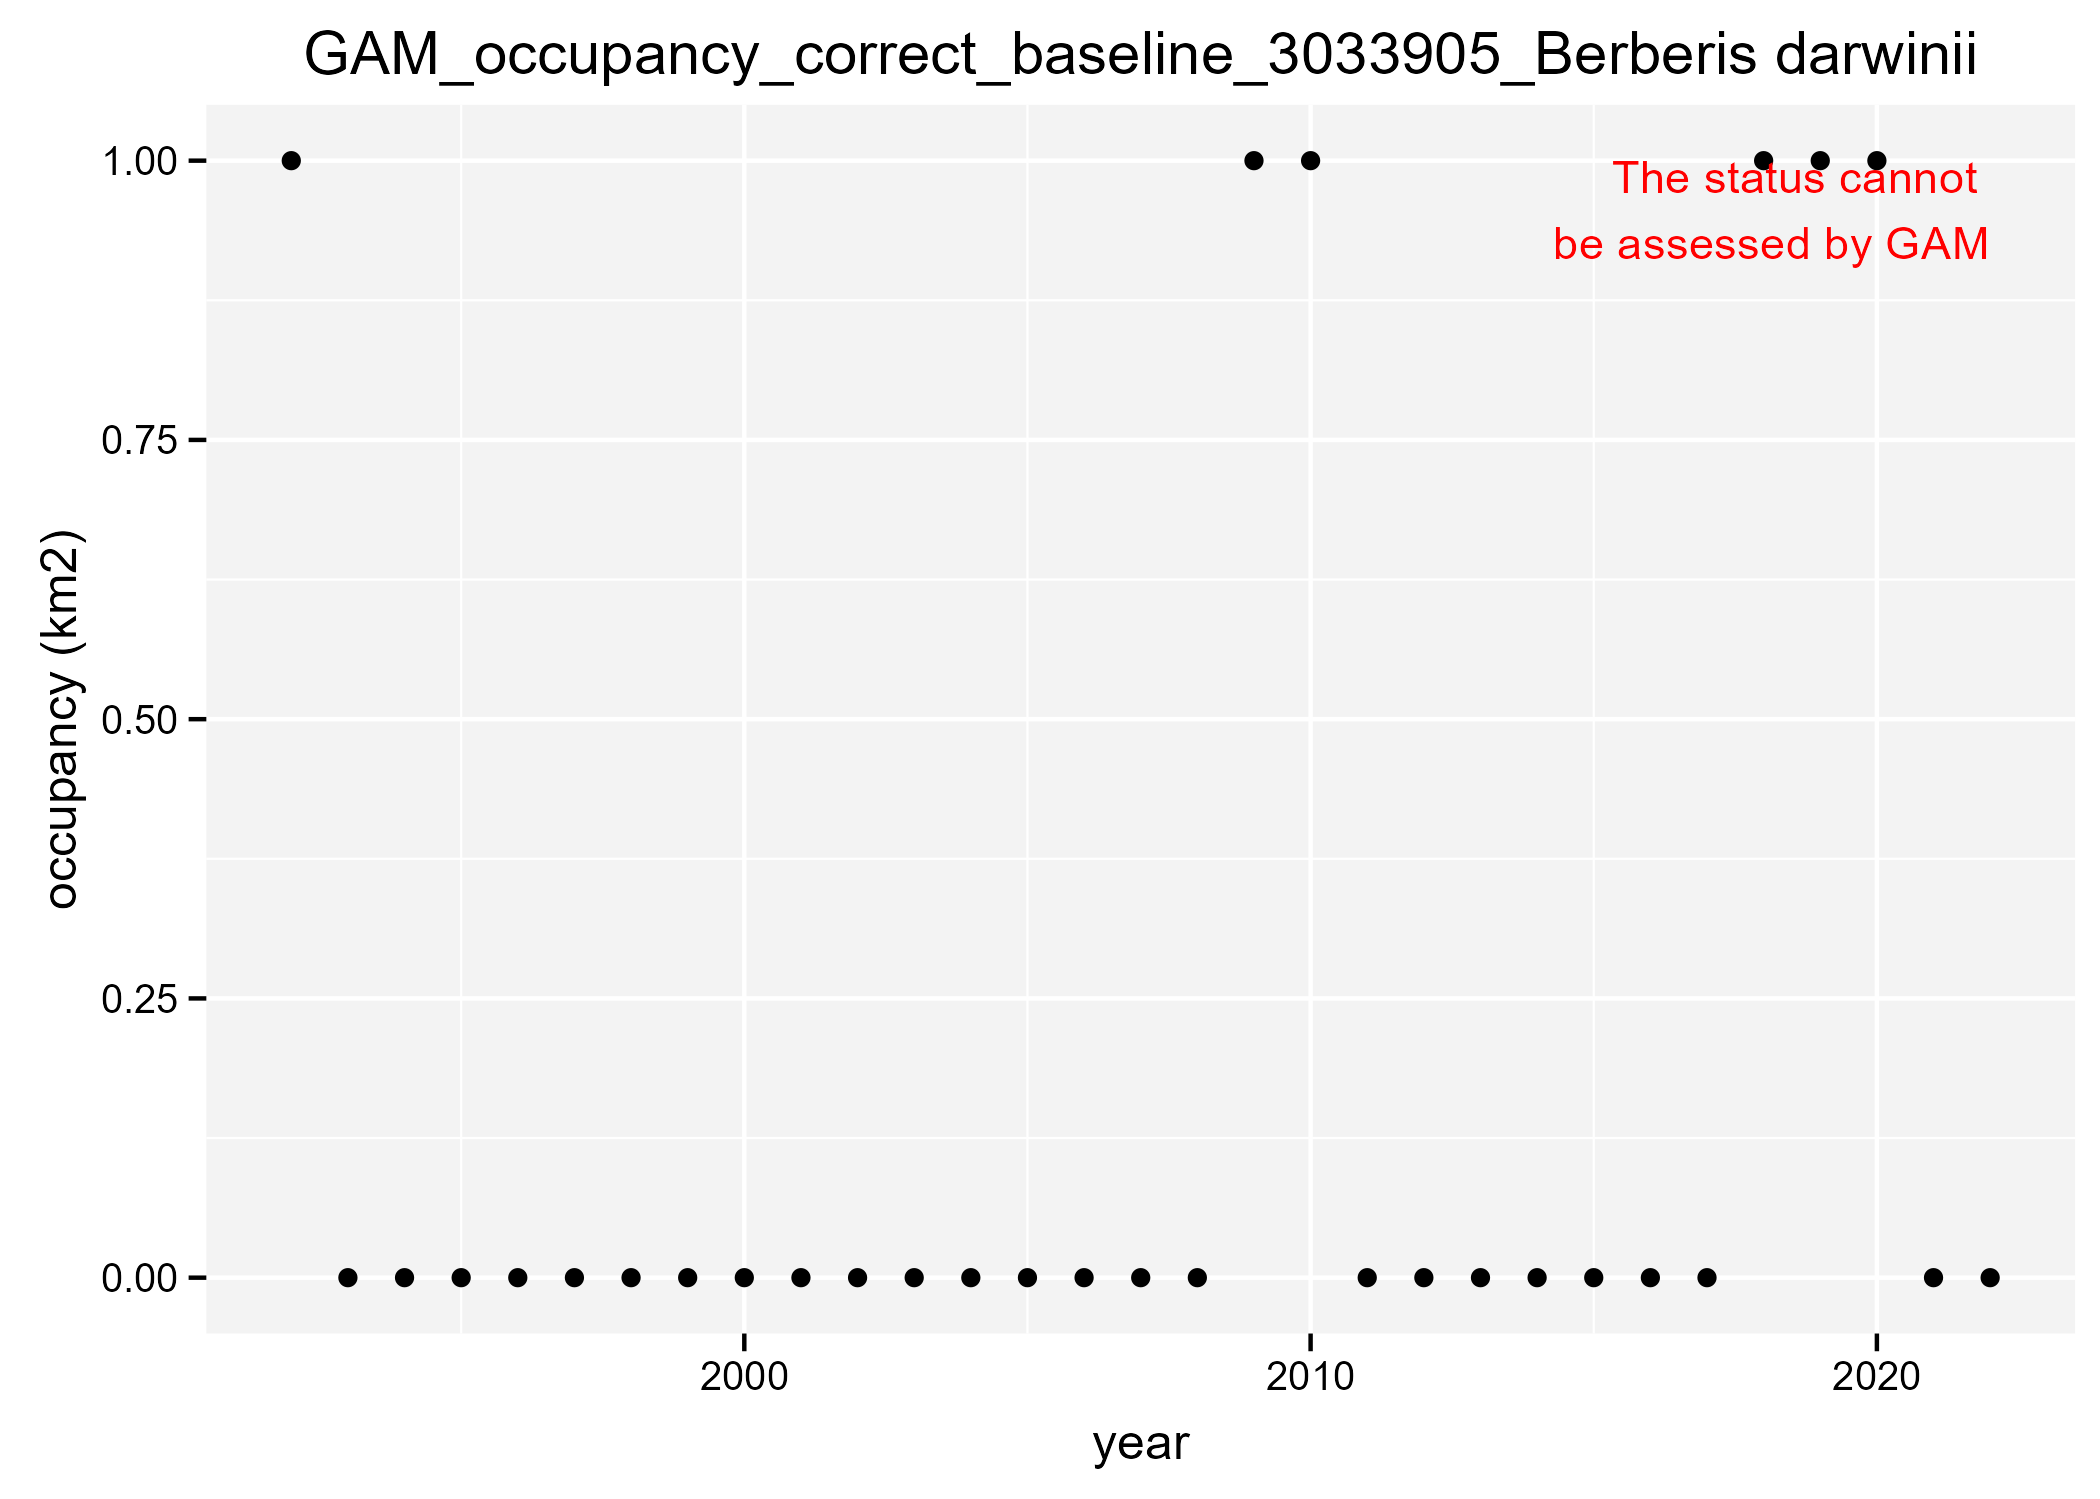 GAM_occupancy_correct_baseline_3033905_Berberis darwinii
1.00
The status cannot
be assessed by GAM
0.75
occupancy (km2)
0.50
0.25
0.00
2000 2010 2020
year